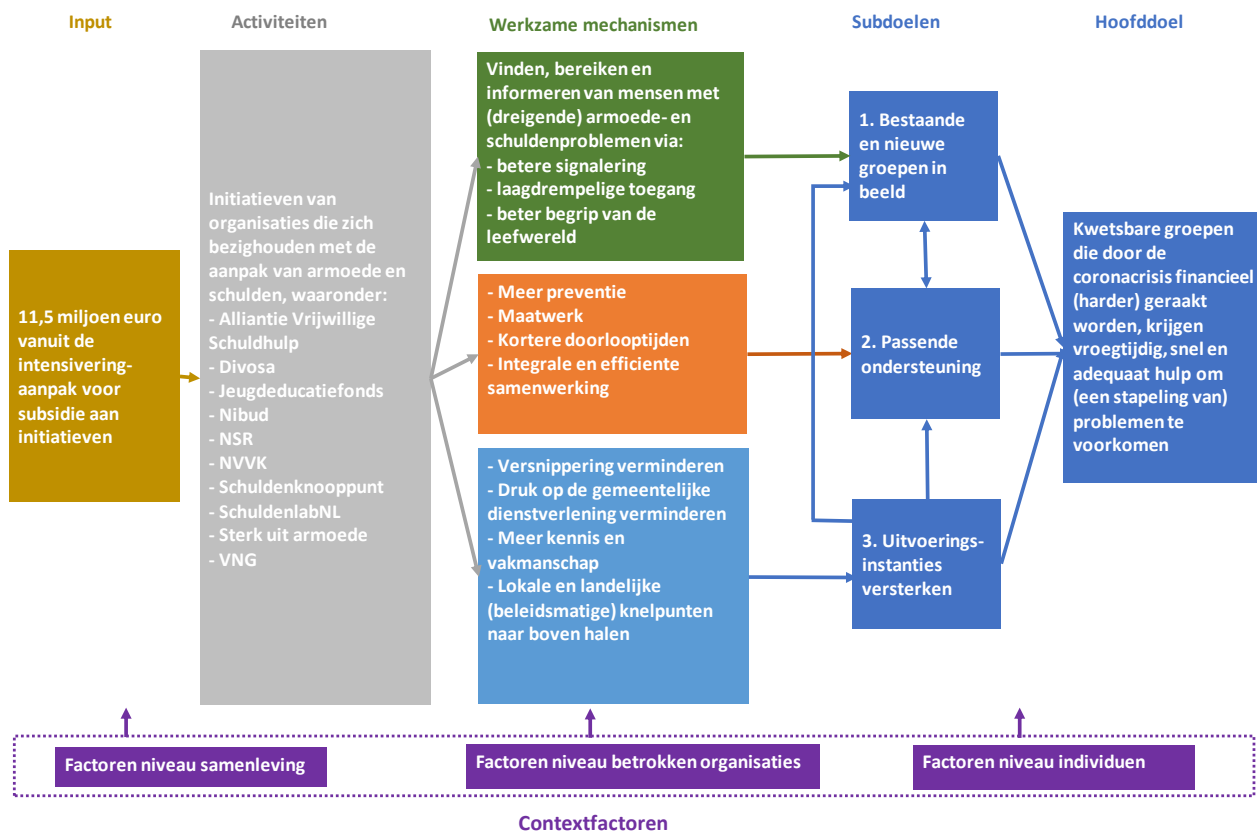 Input
Activiteiten
Werkzame mechanismen
Subdoelen
Hoofddoel
11,5 miljoen euro
vanuit de
intensivering-
aanpak voor
subsidie aan
initiatieven
Initiatieven van
organisaties die zich
bezighouden met de
aanpak van armoede en
schulden, waaronder:
- Alliantie Vrijwillige
Schuldhulp
- Divosa
- Jeugdeducatiefonds
- Nibud
- NSR
- NVVK
- Schuldenknooppunt
- SchuldenlabNL
- Sterk uit armoede
- VNG
Vinden, bereiken en
informeren van mensen met
(dreigende) armoede- en
schuldenproblemen via:
- betere signalering
- laagdrempelige toegang
- beter begrip van de
leefwereld
- Meer preventie
- Maatwerk
- Kortere doorlooptijden
- Integrale en efficiente
samenwerking
- Versnippering verminderen
- Druk op de gemeentelijke
dienstverlening verminderen
- Meer kennis en
vakmanschap
- Lokale en landelijke
(beleidsmatige) knelpunten
naar boven halen
1. Bestaande
en nieuwe
groepen in
beeld
2. Passende
ondersteuning
3. Uitvoerings-
instanties
versterken
Kwetsbare groepen
die door de
coronacrisis financieel
(harder) geraakt
worden, krijgen
vroegtijdig, snel en
adequaat hulp om
(een stapeling van)
problemen te
voorkomen
Factoren niveau samenleving
Factoren niveau betrokken organisaties
Factoren niveau individuen
Contextfactoren